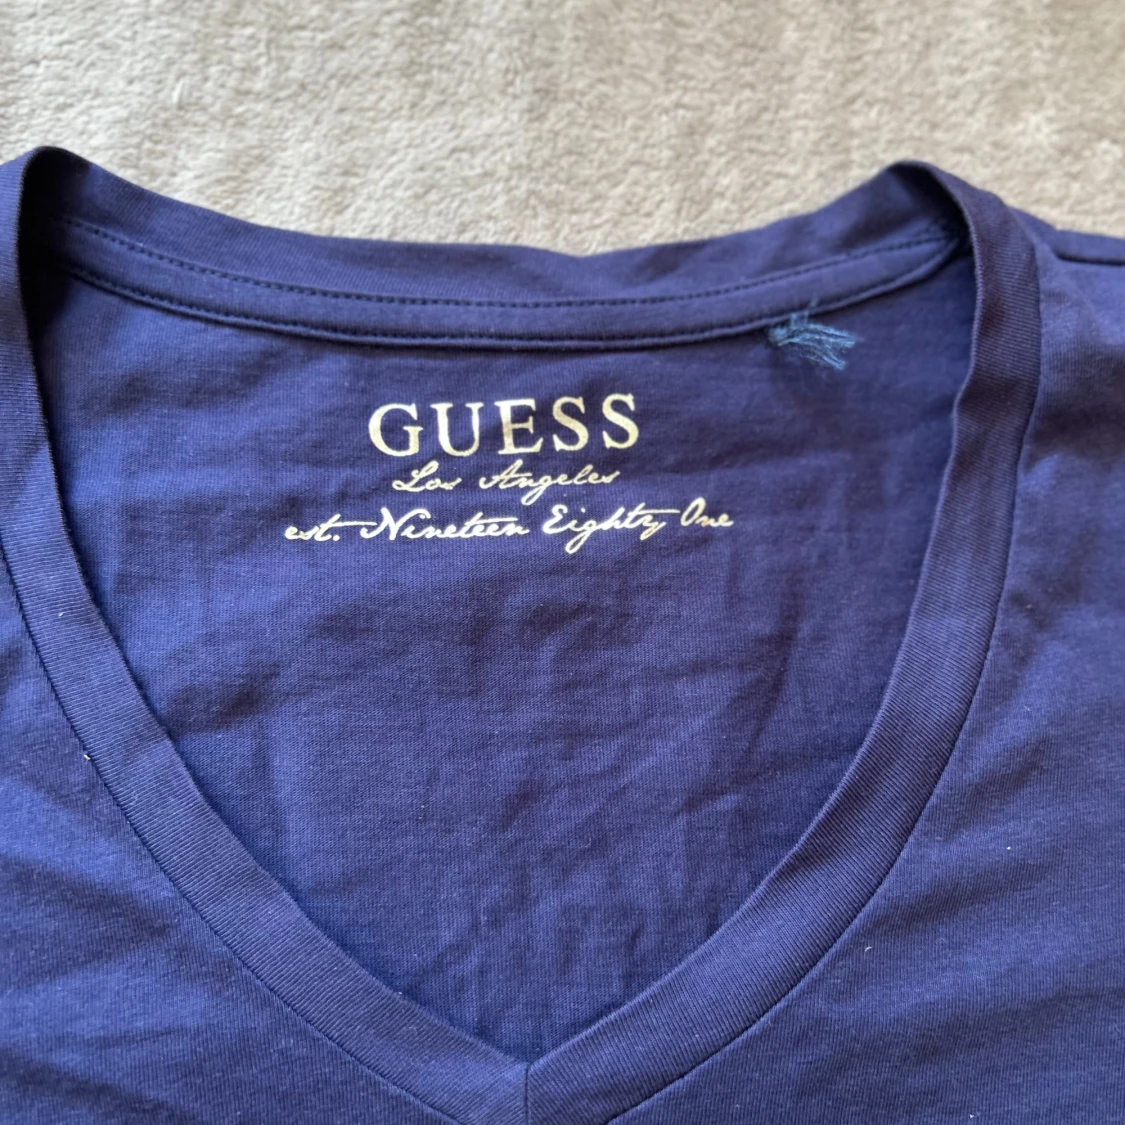 GUESS
Los Angeles
est. Nineteen Eighty One